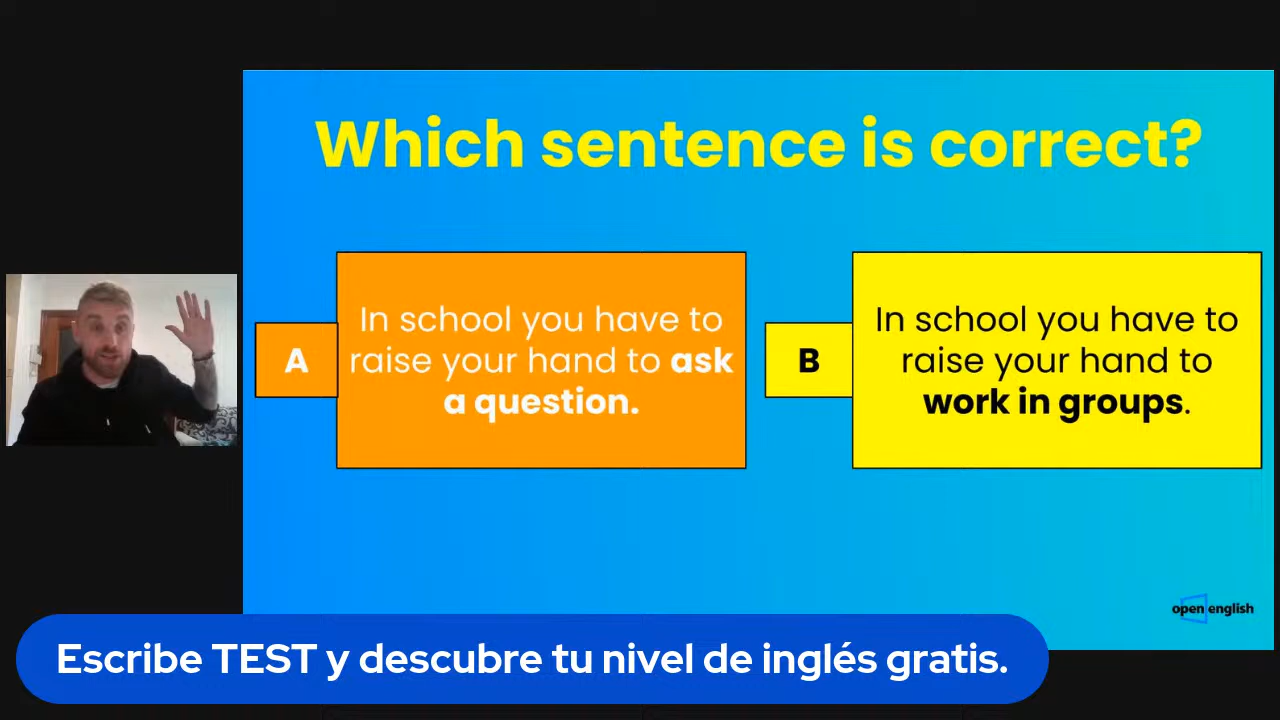 Which sentence is correct?
A
In school you have to
raise your hand to ask
a question.
B
In school you have to
raise your hand to
work in groups.
open english
Escribe TEST y descubre tu nivel de inglés gratis.